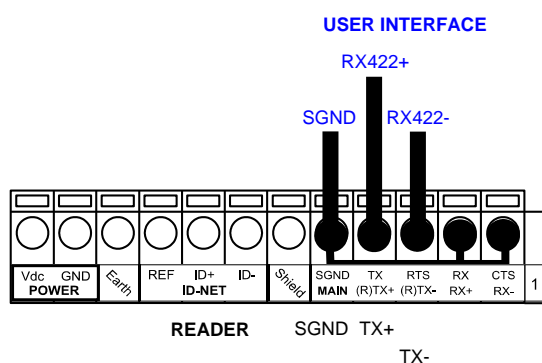 USER INTERFACE
RX422+
SGND RX422-
Vdc GND Earth REF ID+ ID- Shield SGND TX RTS RX CTS 1
POWER ID-NET MAIN (R)TX+ (R)TX- RX+ RX-
READER SGND TX+
TX-